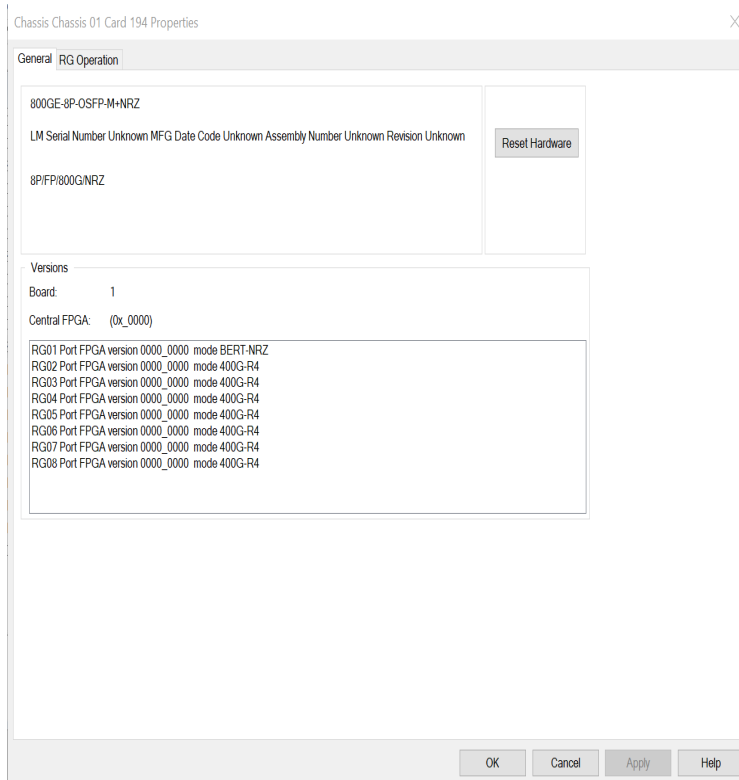 Chassis Chassis 01 Card 194 Properties
X
General RG Operation
800GE-8P-OSFP-M+NRZ
LM Serial Number Unknown MFG Date Code Unknown Assembly Number Unknown Revision Unknown
Reset Hardware
8P/FP/800G/NRZ
Versions
Board: 1
Central FPGA: (0x_0000)
RG01 Port FPGA version 0000_0000 mode BERT-NRZ
RG02 Port FPGA version 0000_0000 mode 400G-R4
RG03 Port FPGA version 0000_0000 mode 400G-R4
RG04 Port FPGA version 0000_0000 mode 400G-R4
RG05 Port FPGA version 0000_0000 mode 400G-R4
RG06 Port FPGA version 0000_0000 mode 400G-R4
RG07 Port FPGA version 0000_0000 mode 400G-R4
RG08 Port FPGA version 0000_0000 mode 400G-R4
OK Cancel Apply Help